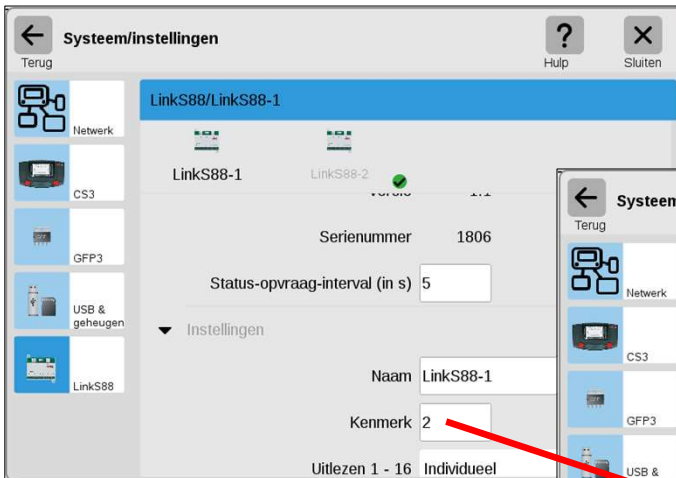 Systeem/instellingen
Terug
Hulp
Sluiten
Netwerk
CS3
GFP3
USB &
geheugen
LinkS88
LinkS88/LinkS88-1
LinkS88-1
LinkS88-2
Serienummer 1806
Status-opvraag-interval (in s) 5
Instellingen
Naam LinkS88-1
Kenmerk 2
Uitlezen 1 - 16 Individueel
Systeem
Terug
Netwerk
CS3
GFP3
USB &